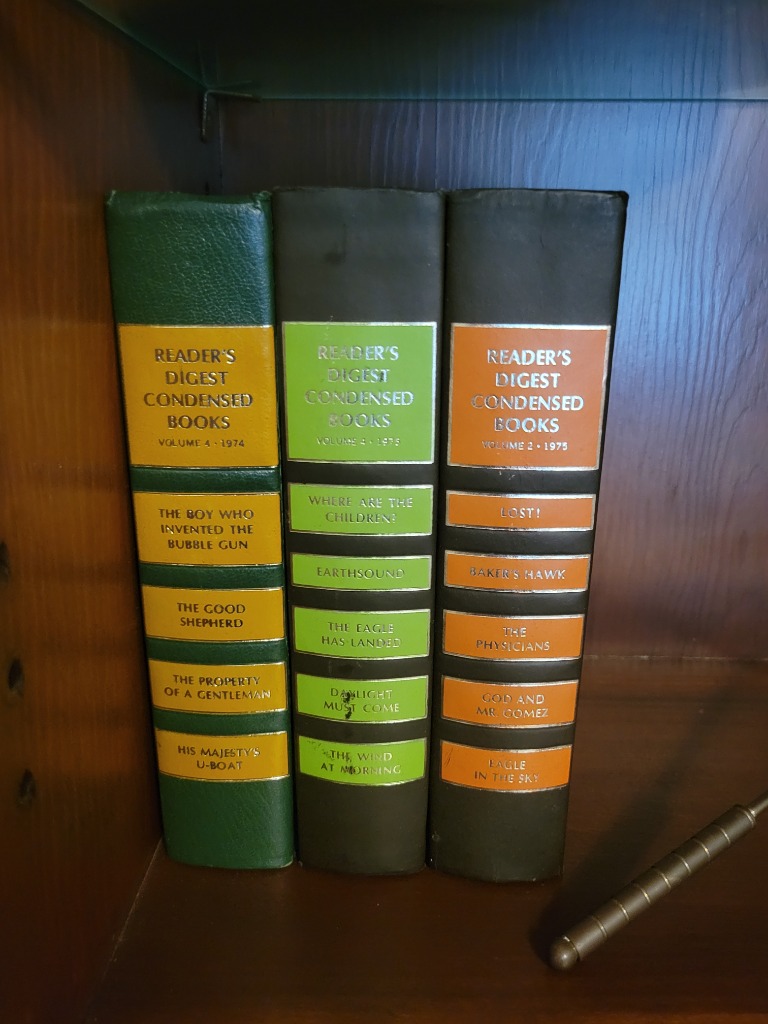 READER'S
DIGEST
CONDENSED
BOOKS
VOLUME 4 • 1974
THE BOY WHO
INVENTED THE
BUBBLE GUN
THE GOOD
SHEPHERD
THE PROPERTY
OF A GENTLEMAN
HIS MAJESTY'S
U-BOAT
READER'S
DIGEST
CONDENSED
BOOKS
VOLUME • 1975
WHERE ARE THE
CHILDREN?
EARTHSOUND
THE EAGLE
HAS LANDED
DAYLIGHT
MUST COME
THE WIND
AT MORNING
READER'S
DIGEST
CONDENSED
BOOKS
VOLUME 2 • 1975
LOST!
BAKER'S HAWK
THE
PHYSICIANS
GOD AND
MR. GOMEZ
EAGLE
IN THE SKY